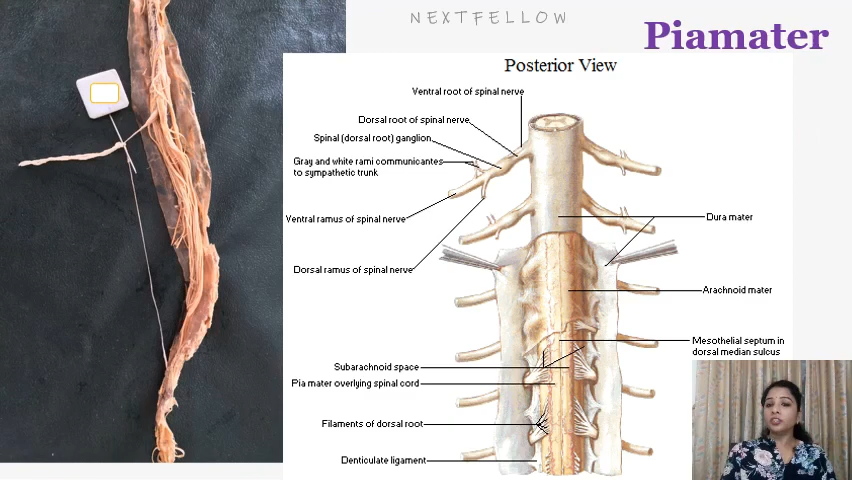 NEXTFELLOW
Piamater
Posterior View
Ventral root of spinal nerve
Dorsal root of spinal nerve
Spinal (dorsal root) ganglion
Gray and white rami communicantes
to sympathetic trunk
Ventral ramus of spinal nerve
Dorsal ramus of spinal nerve
Dura mater
Arachnoid mater
Mesothelial septum in
dorsal median sulcus
Subarachnoid space
Pia mater overlying spinal cord
Filaments of dorsal root
Denticulate ligament